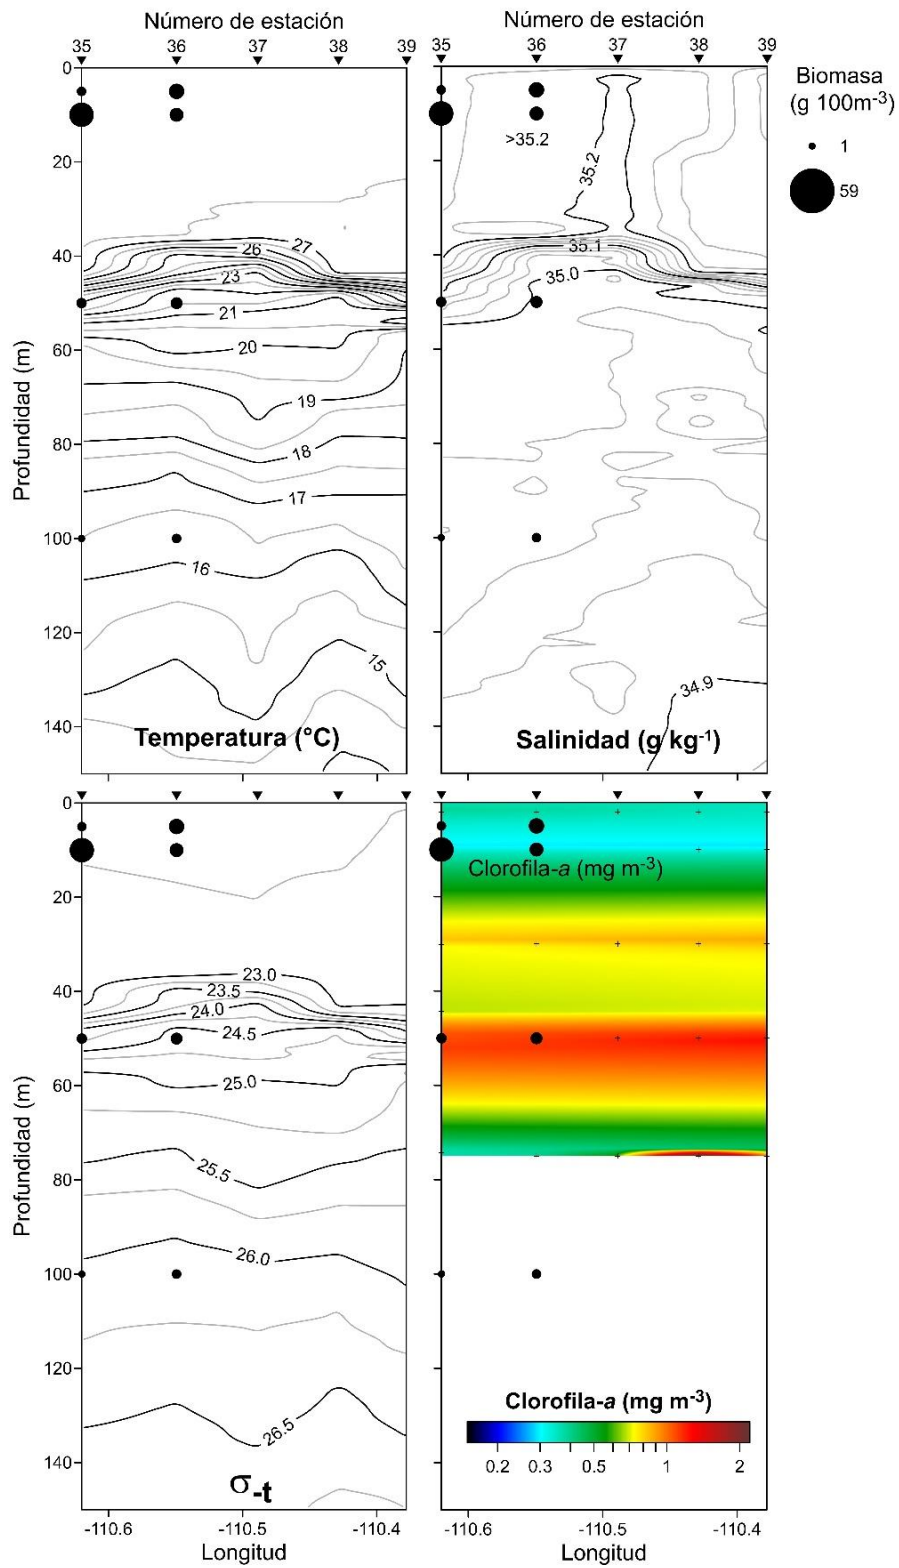 Número de estación
Número de estación
35 36 37 38 39
35 36 37 38 39
Biomasa
(g 100m-3)
1
59
Profundidad (m)
0
20
40
60
80
100
120
140
27
26
23
21
20
19
18
17
16
15
Temperatura (°C)
>35.2
35.2
35.1
35.0
34.9
Salinidad (g kg-1)
Profundidad (m)
0
20
40
60
80
100
120
140
23.0
23.5
24.0
24.5
25.0
25.5
26.0
26.5
σ-t
-110.6 -110.5 -110.4
Longitud
Clorofila-a (mg m-3)
Clorofila-a (mg m-3)
0.2 0.3 0.5 1 2
-110.6 -110.5 -110.4
Longitud